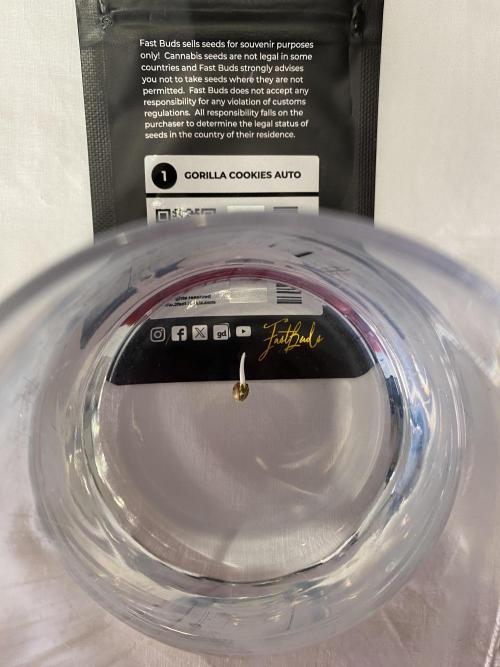 Fast Buds sells seeds for souvenir purposes
only! Cannabis seeds are not legal in some
countries and Fast Buds strongly advises
you not to take seeds where they are not
permitted. Fast Buds does not accept any
responsibility for any violation of customs
regulations. All responsibility falls on the
purchaser to determine the legal status of
seeds in the country of their residence.
1 GORILLA COOKIES AUTO
reserved
gd FastBuds